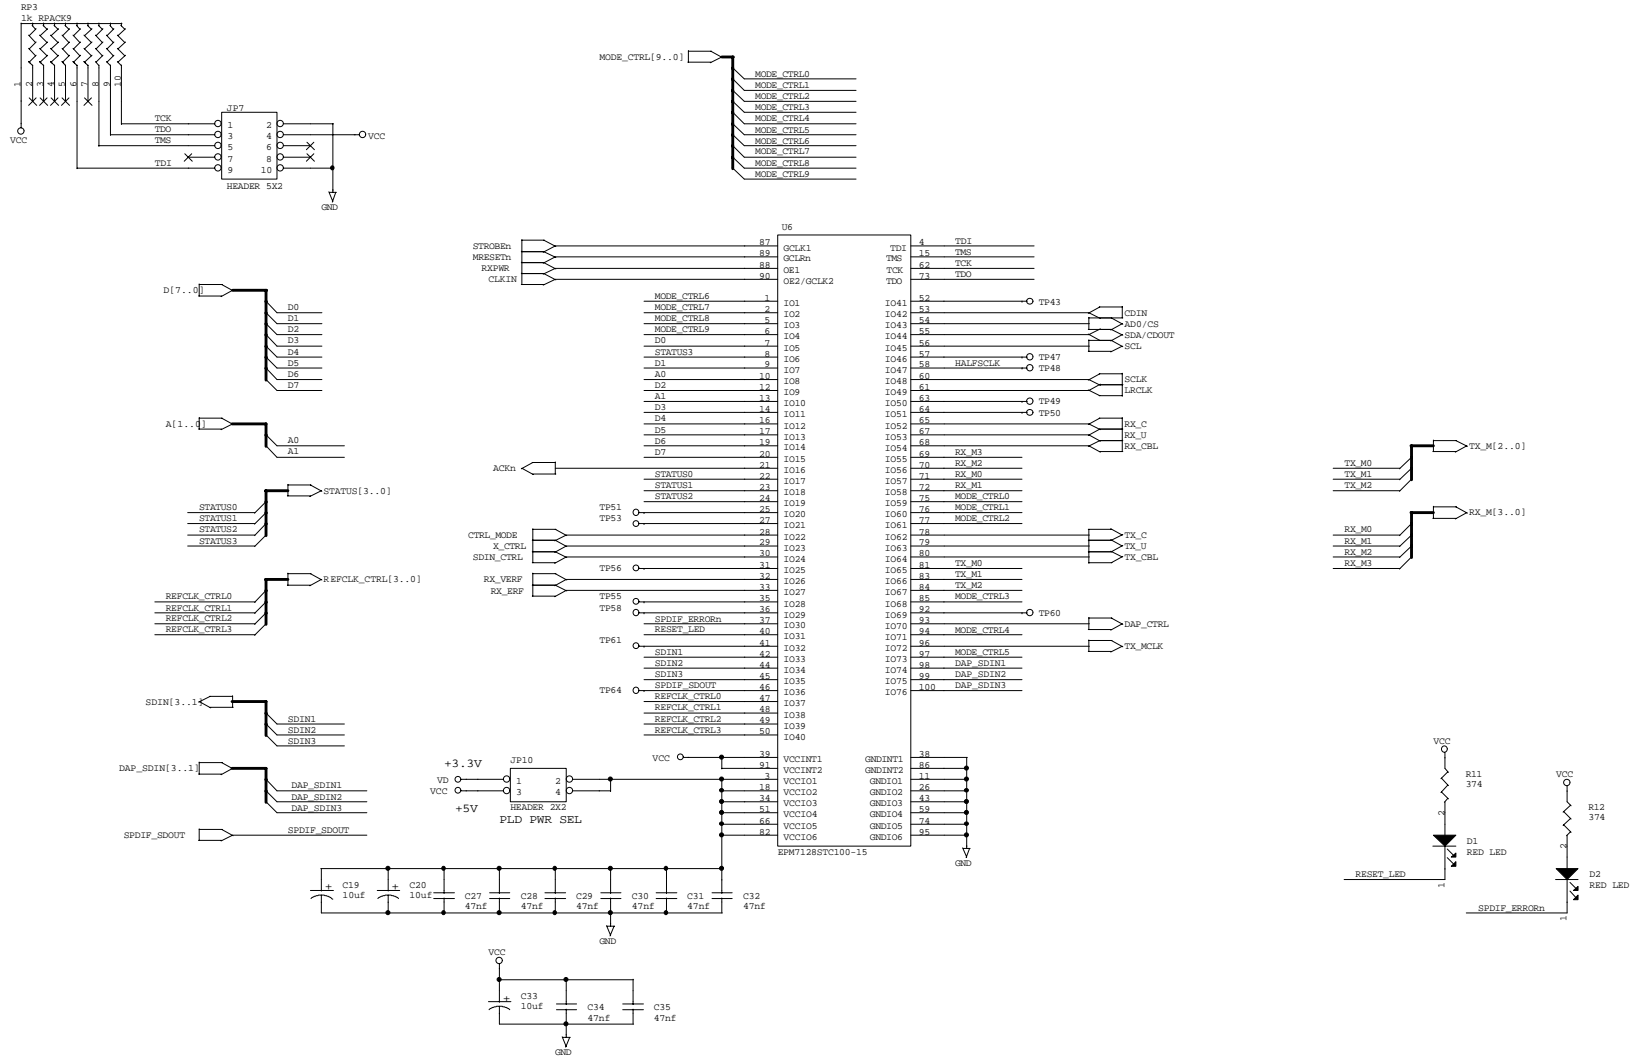 RP3
1k RPACK9
1 2 3 4 5 6 7 8 9 10
VCC
JP7
TCK 1 2
TDO 3 4 VCC
TMS 5 6
7 8
TDI 9 10
HEADER 5X2
GND
MODE_CTRL[9..0]
MODE_CTRL0
MODE_CTRL1
MODE_CTRL2
MODE_CTRL3
MODE_CTRL4
MODE_CTRL5
MODE_CTRL6
MODE_CTRL7
MODE_CTRL8
MODE_CTRL9
D[7..0]
D0
D1
D2
D3
D4
D5
D6
D7
A[1..0]
A0
A1
STATUS[3..0]
STATUS0
STATUS1
STATUS2
STATUS3
REFCLK_CTRL[3..0]
REFCLK_CTRL0
REFCLK_CTRL1
REFCLK_CTRL2
REFCLK_CTRL3
SDIN[3..1]
SDIN1
SDIN2
SDIN3
DAP_SDIN[3..1]
DAP_SDIN1
DAP_SDIN2
DAP_SDIN3
SPDIF_SDOUT SPDIF_SDOUT
U6
STROBEn 87 GCLK1
MRESETn 89 GCLRn
RXPWR 88 OE1
CLKIN 90 OE2/GCLK2
MODE_CTRL6 1 IO1
MODE_CTRL7 2 IO2
MODE_CTRL8 5 IO3
MODE_CTRL9 6 IO4
D0 7 IO5
STATUS3 8 IO6
D1 9 IO7
A0 10 IO8
D2 12 IO9
A1 13 IO10
D3 14 IO11
D4 16 IO12
D5 17 IO13
D6 19 IO14
D7 20 IO15
ACKn 21 IO16
STATUS0 22 IO17
STATUS1 23 IO18
STATUS2 24 IO19
TP51 25 IO20
TP53 27 IO21
CTRL_MODE 28 IO22
X_CTRL 29 IO23
SDIN_CTRL 30 IO24
TP56 31 IO25
RX_VERF 32 IO26
RX_ERF 33 IO27
TP55 35 IO28
TP58 36 IO29
SPDIF_ERRORn 37 IO30
RESET_LED 40 IO31
TP61 41 IO32
SDIN1 42 IO33
SDIN2 44 IO34
SDIN3 45 IO35
TP64 SPDIF_SDOUT 46 IO36
REFCLK_CTRL0 47 IO37
REFCLK_CTRL1 48 IO38
REFCLK_CTRL2 49 IO39
REFCLK_CTRL3 50 IO40
VCC 39 VCCINT1
91 VCCINT2
3 VCCIO1
18 VCCIO2
34 VCCIO3
51 VCCIO4
66 VCCIO5
82 VCCIO6
TDI 4 TDI
TMS 15 TMS
TCK 62 TCK
TDO 73 TDO
IO41 52 TP43
IO42 53 CDIN
IO43 54 AD0/CS
IO44 55 SDA/CDOUT
IO45 56 SCL
IO46 57 TP47
IO47 58 HALFSCLK TP48
IO48 60 SCLK
IO49 61 LRCLK
IO50 63 TP49
IO51 64 TP50
IO52 65 RX_C
IO53 67 RX_U
IO54 68 RX_CBL
IO55 69 RX_M3
IO56 70 RX_M2
IO57 71 RX_M0
IO58 72 RX_M1
IO59 75 MODE_CTRL0
IO60 76 MODE_CTRL1
IO61 77 MODE_CTRL2
IO62 78 TX_C
IO63 79 TX_U
IO64 80 TX_CBL
IO65 81 TX_M0
IO66 83 TX_M1
IO67 84 TX_M2
IO68 85 MODE_CTRL3
IO69 92 TP60
IO70 93 DAP_CTRL
IO71 94 MODE_CTRL4
IO72 96 TX_MCLK
IO73 97 MODE_CTRL5
IO74 98 DAP_SDIN1
IO75 99 DAP_SDIN2
IO76 100 DAP_SDIN3
GNDINT1 38
GNDINT2 86
GNDIO1 11
GNDIO2 26
GNDIO3 43
GNDIO4 59
GNDIO5 74
GNDIO6 95
GND
EPM7128STC100-15
+3.3V JP10
VD 1 2
VCC 3 4
+5V HEADER 2X2
PLD PWR SEL
C19
10uf
C20
10uf
C27
47nf
C28
47nf
C29
47nf
C30
47nf
C31
47nf
C32
47nf
GND
VCC
C33
10uf
C34
47nf
C35
47nf
GND
TX_M[2..0]
TX_M0
TX_M1
TX_M2
RX_M[3..0]
RX_M0
RX_M1
RX_M2
RX_M3
VCC
R11
374
2
D1
RED LED
RESET_LED 1
VCC
R12
374
2
D2
RED LED
SPDIF_ERRORn 1